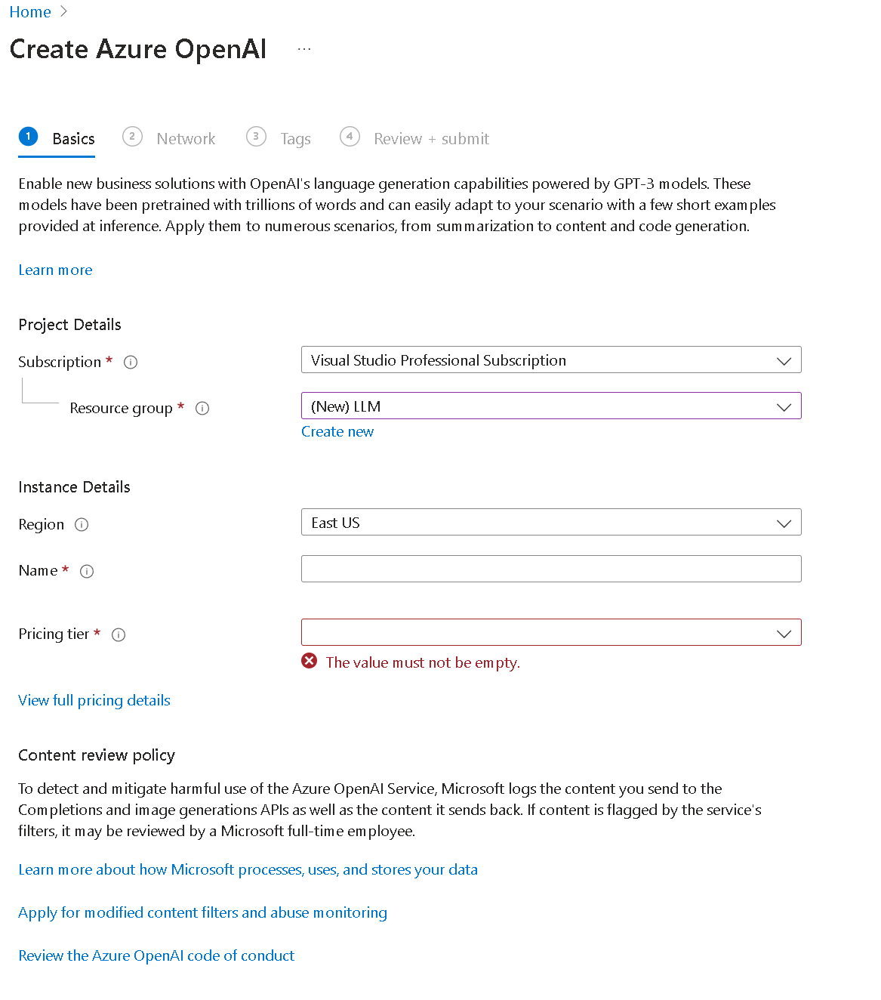 Home
Create Azure OpenAI ...
1 Basics 2 Network 3 Tags 4 Review + submit
Enable new business solutions with OpenAI's language generation capabilities powered by GPT-3 models. These
models have been pretrained with trillions of words and can easily adapt to your scenario with a few short examples
provided at inference. Apply them to numerous scenarios, from summarization to content and code generation.
Learn more
Project Details
Subscription * Visual Studio Professional Subscription
Resource group * (New) LLM
Create new
Instance Details
Region East US
Name *
Pricing tier *
The value must not be empty.
View full pricing details
Content review policy
To detect and mitigate harmful use of the Azure OpenAI Service, Microsoft logs the content you send to the
Completions and image generations APIs as well as the content it sends back. If content is flagged by the service's
filters, it may be reviewed by a Microsoft full-time employee.
Learn more about how Microsoft processes, uses, and stores your data
Apply for modified content filters and abuse monitoring
Review the Azure OpenAI code of conduct